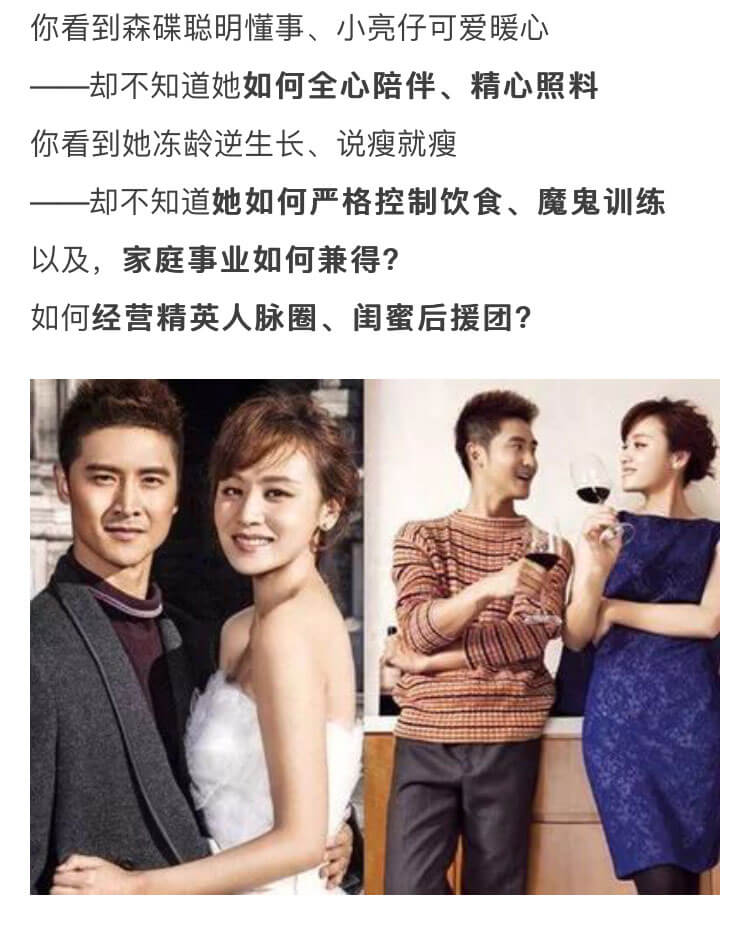 你看到森碟聪明懂事、小亮仔可爱暖心
——却不知道她如何全心陪伴、精心照料
你看到她冻龄逆生长、说瘦就瘦
——却不知道她如何严格控制饮食、魔鬼训练
以及，家庭事业如何兼得?
如何经营精英人脉圈、闺蜜后援团?